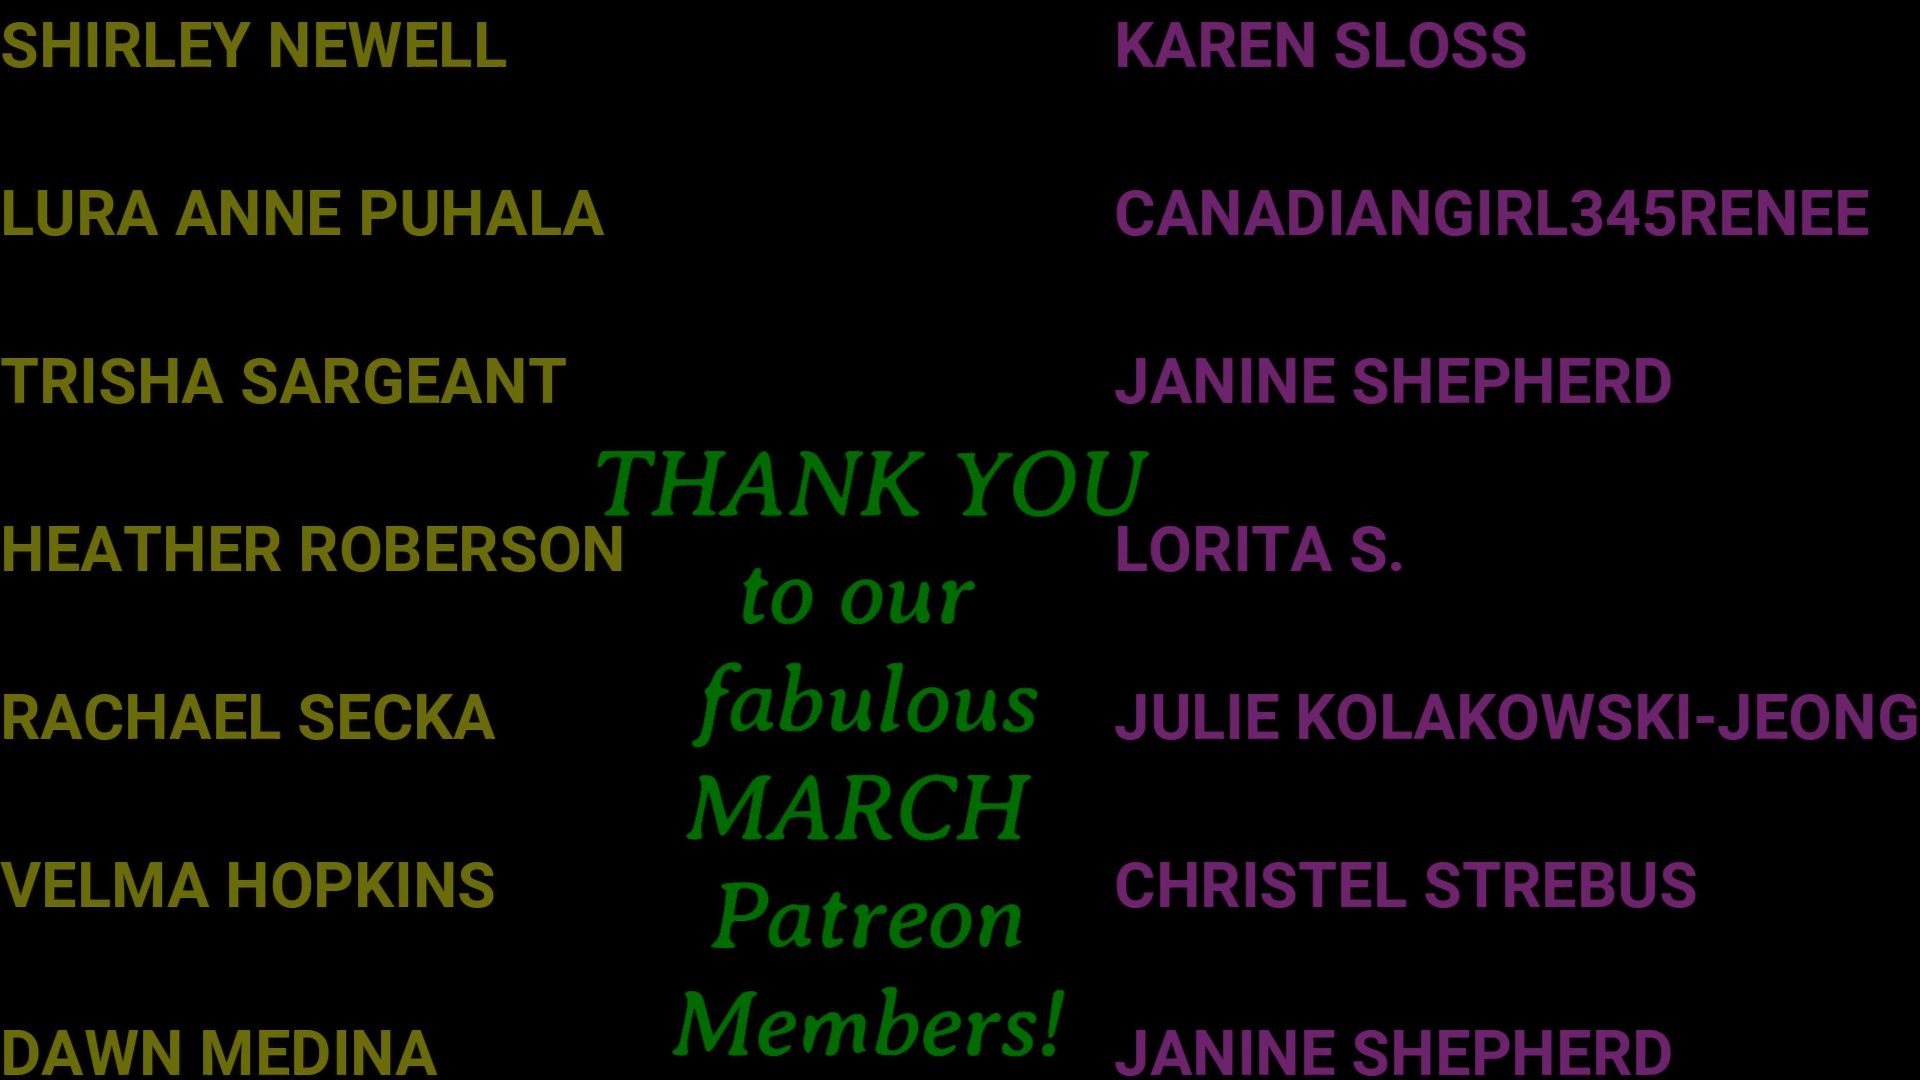 SHIRLEY NEWELL
LURA ANNE PUHALA
TRISHA SARGEANT
HEATHER ROBERSON
RACHAEL SECKA
VELMA HOPKINS
DAWN MEDINA
THANK YOU
to our
fabulous
MARCH
Patreon
Members!
KAREN SLOSS
CANADIANGIRL345RENEE
JANINE SHEPHERD
LORITA S.
JULIE KOLAKOWSKI-JEONG
CHRISTEL STREBUS
JANINE SHEPHERD